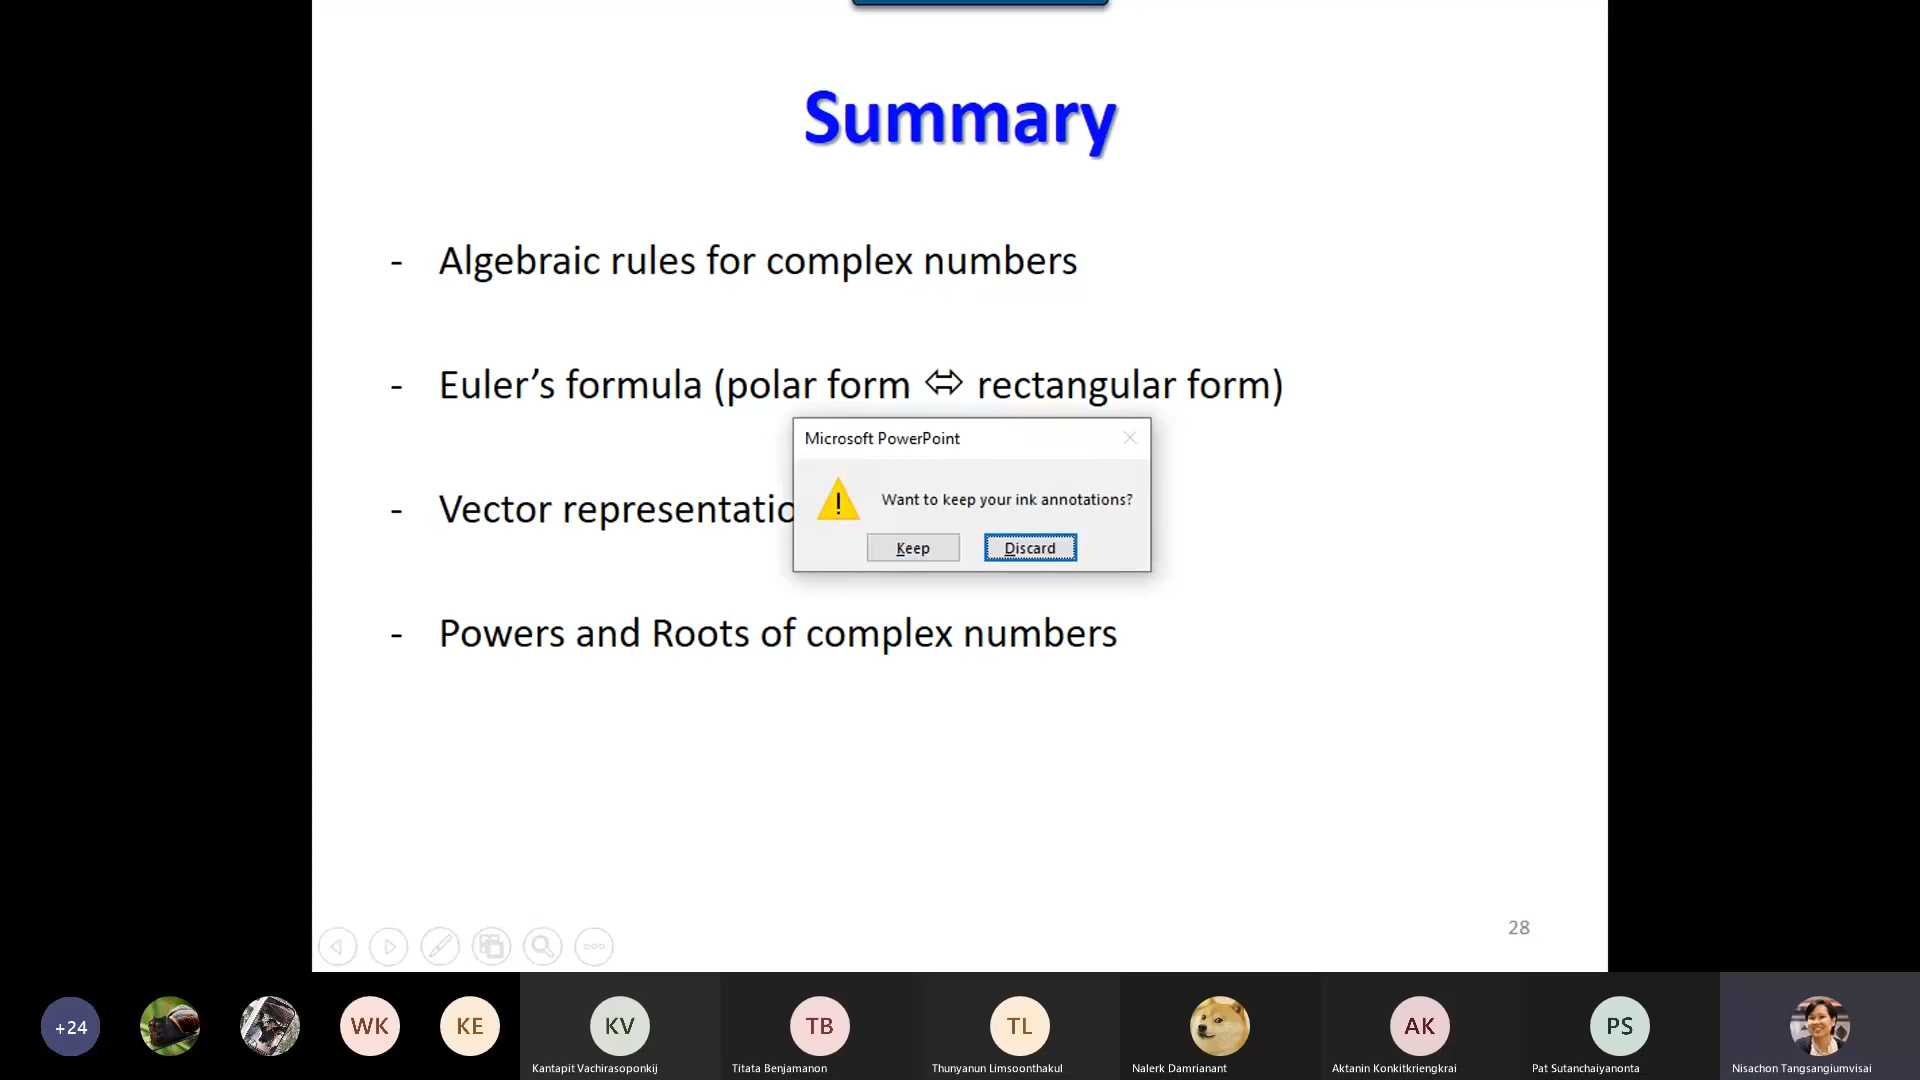 Summary
- Algebraic rules for complex numbers
- Euler’s formula (polar form ⇔ rectangular form)
Microsoft PowerPoint
Want to keep your ink annotations?
Keep Discard
- Vector representatio
- Powers and Roots of complex numbers
28
+24 WK KE KV TB TL AK PS
Kantapit Vachirasoponkij Titata Benjamanon Thunyanun Limsoonthakul Nalerk Damrianant Aktanin Konkitkriengkrai Pat Sutanchaiyanonta Nisachon Tangsangiumvisai